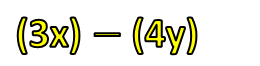 (3x) – (4y)